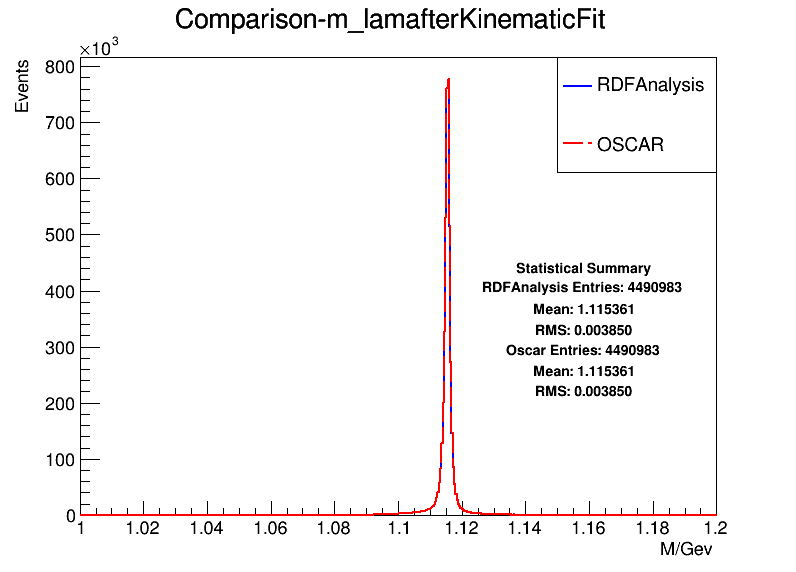 Comparison-m_lamafterKinematicFit
×10³
Events
800
700
600
500
400
300
200
100
0
RDFAnalysis
OSCAR
Statistical Summary
RDFAnalysis Entries: 4490983
Mean: 1.115361
RMS: 0.003850
Oscar Entries: 4490983
Mean: 1.115361
RMS: 0.003850
1 1.02 1.04 1.06 1.08 1.1 1.12 1.14 1.16 1.18 1.2
M/Gev